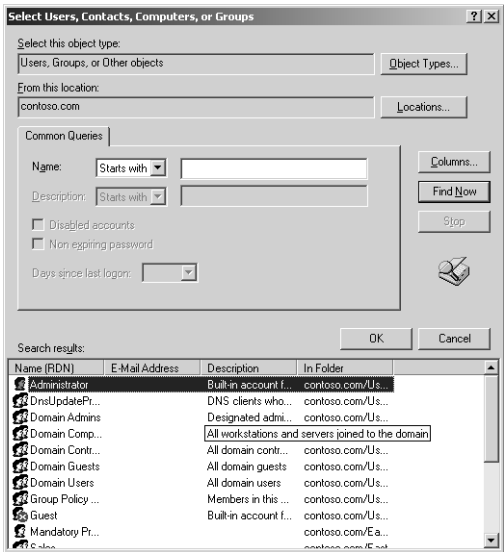 Select Users, Contacts, Computers, or Groups
Select this object type:
Users, Groups, or Other objects
Object Types...
From this location:
contoso.com
Locations...
Common Queries
Name: Starts with
Columns...
Description: Starts with
Find Now
Disabled accounts
Stop
Non expiring password
Days since last logon:
OK Cancel
Search results:
Name (RDN) E-Mail Address Description In Folder
Administrator Built-in account f... contoso.com/Us...
DnsUpdatePr... DNS clients who... contoso.com/Us...
Domain Admins Designated admi... contoso.com/Us...
Domain Comp... All workstations and servers joined to the domain
Domain Contr... All domain contr... contoso.com/Us...
Domain Guests All domain guests contoso.com/Us...
Domain Users All domain users contoso.com/Us...
Group Policy ... Members in this ... contoso.com/Us...
Guest Built-in account f... contoso.com/Us...
Mandatory Pr... contoso.com/Ea...
Sales contoso.com/East